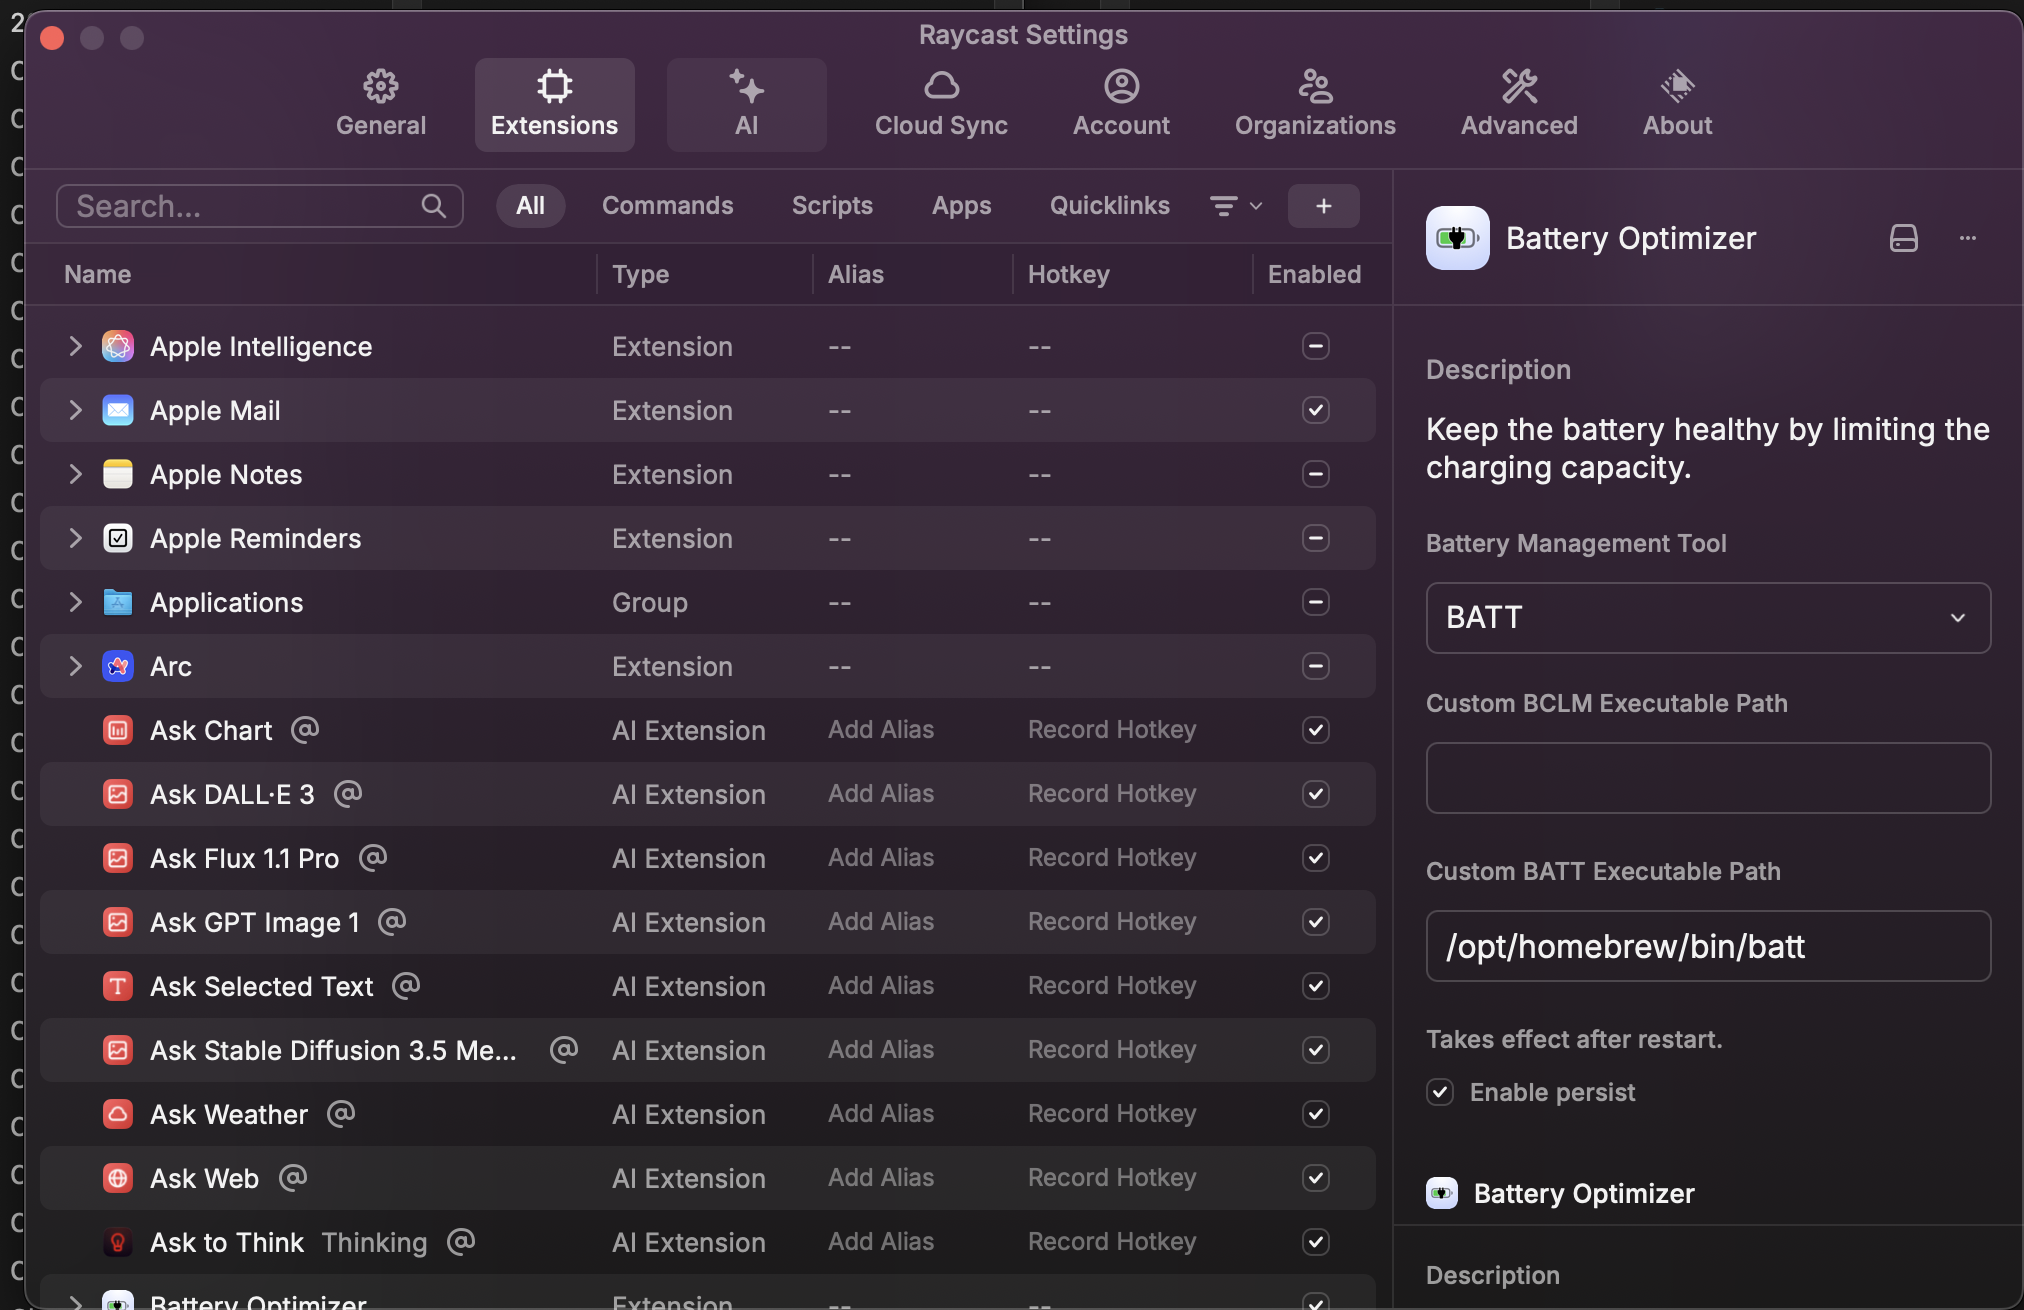 Raycast Settings
General
Extensions
AI
Cloud Sync
Account
Organizations
Advanced
About
Search...
All
Commands
Scripts
Apps
Quicklinks
+
Name Type Alias Hotkey Enabled
Apple Intelligence Extension -- --
Apple Mail Extension -- --
Apple Notes Extension -- --
Apple Reminders Extension -- --
Applications Group -- --
Arc Extension -- --
Ask Chart @ AI Extension Add Alias Record Hotkey
Ask DALL·E 3 @ AI Extension Add Alias Record Hotkey
Ask Flux 1.1 Pro @ AI Extension Add Alias Record Hotkey
Ask GPT Image 1 @ AI Extension Add Alias Record Hotkey
Ask Selected Text @ AI Extension Add Alias Record Hotkey
Ask Stable Diffusion 3.5 Me... @ AI Extension Add Alias Record Hotkey
Ask Weather @ AI Extension Add Alias Record Hotkey
Ask Web @ AI Extension Add Alias Record Hotkey
Ask to Think Thinking @ AI Extension Add Alias Record Hotkey
Battery Optimizer Extension -- --
Battery Optimizer
Description
Keep the battery healthy by limiting the
charging capacity.
Battery Management Tool
BATT
Custom BCLM Executable Path
Custom BATT Executable Path
/opt/homebrew/bin/batt
Takes effect after restart.
Enable persist
Battery Optimizer
Description